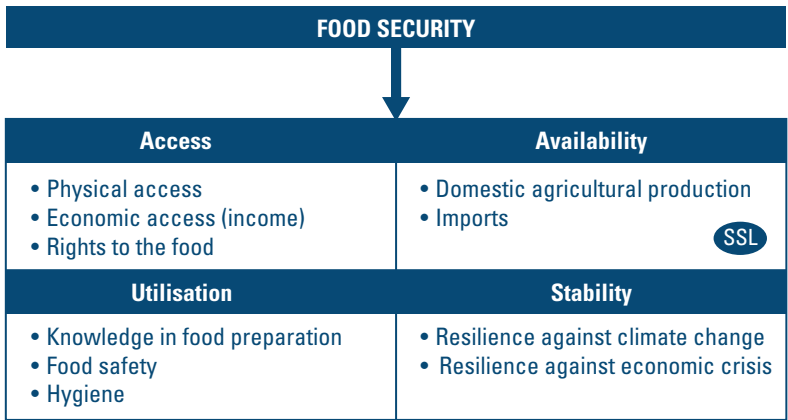 FOOD SECURITY
Access
• Physical access
• Economic access (income)
• Rights to the food
Availability
• Domestic agricultural production
• Imports
SSL
Utilisation
• Knowledge in food preparation
• Food safety
• Hygiene
Stability
• Resilience against climate change
• Resilience against economic crisis